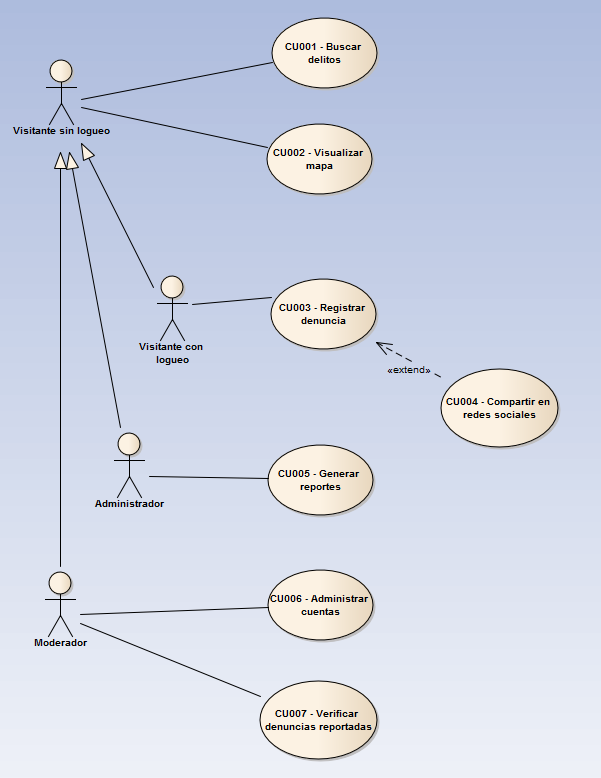 CU001 - Buscar
delitos
Visitante sin logueo
CU002 - Visualizar
mapa
CU003 - Registrar
denuncia
Visitante con
logueo
«extend»
CU004 - Compartir en
redes sociales
CU005 - Generar
reportes
Administrador
CU006 - Administrar
cuentas
Moderador
CU007 - Verificar
denuncias reportadas